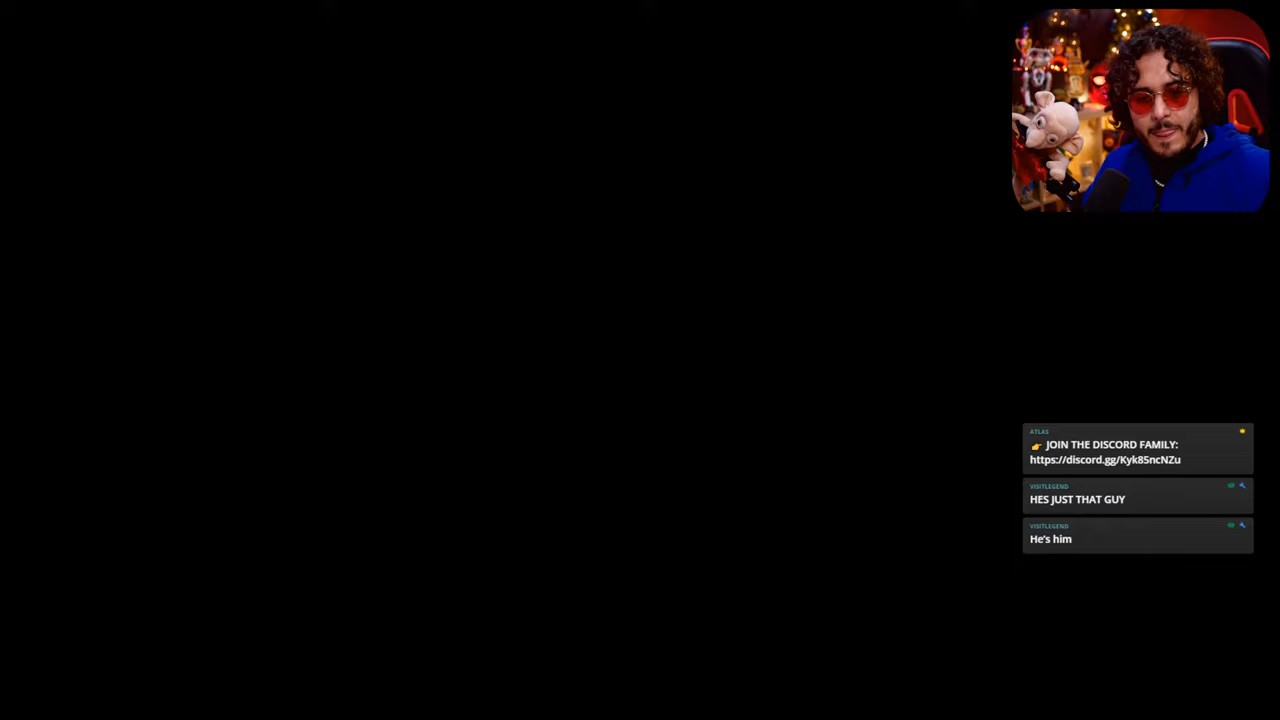 ATLAS
👉 JOIN THE DISCORD FAMILY:
https://discord.gg/Kyk85ncNZu
VISITLEGEND
HES JUST THAT GUY
VISITLEGEND
He's him